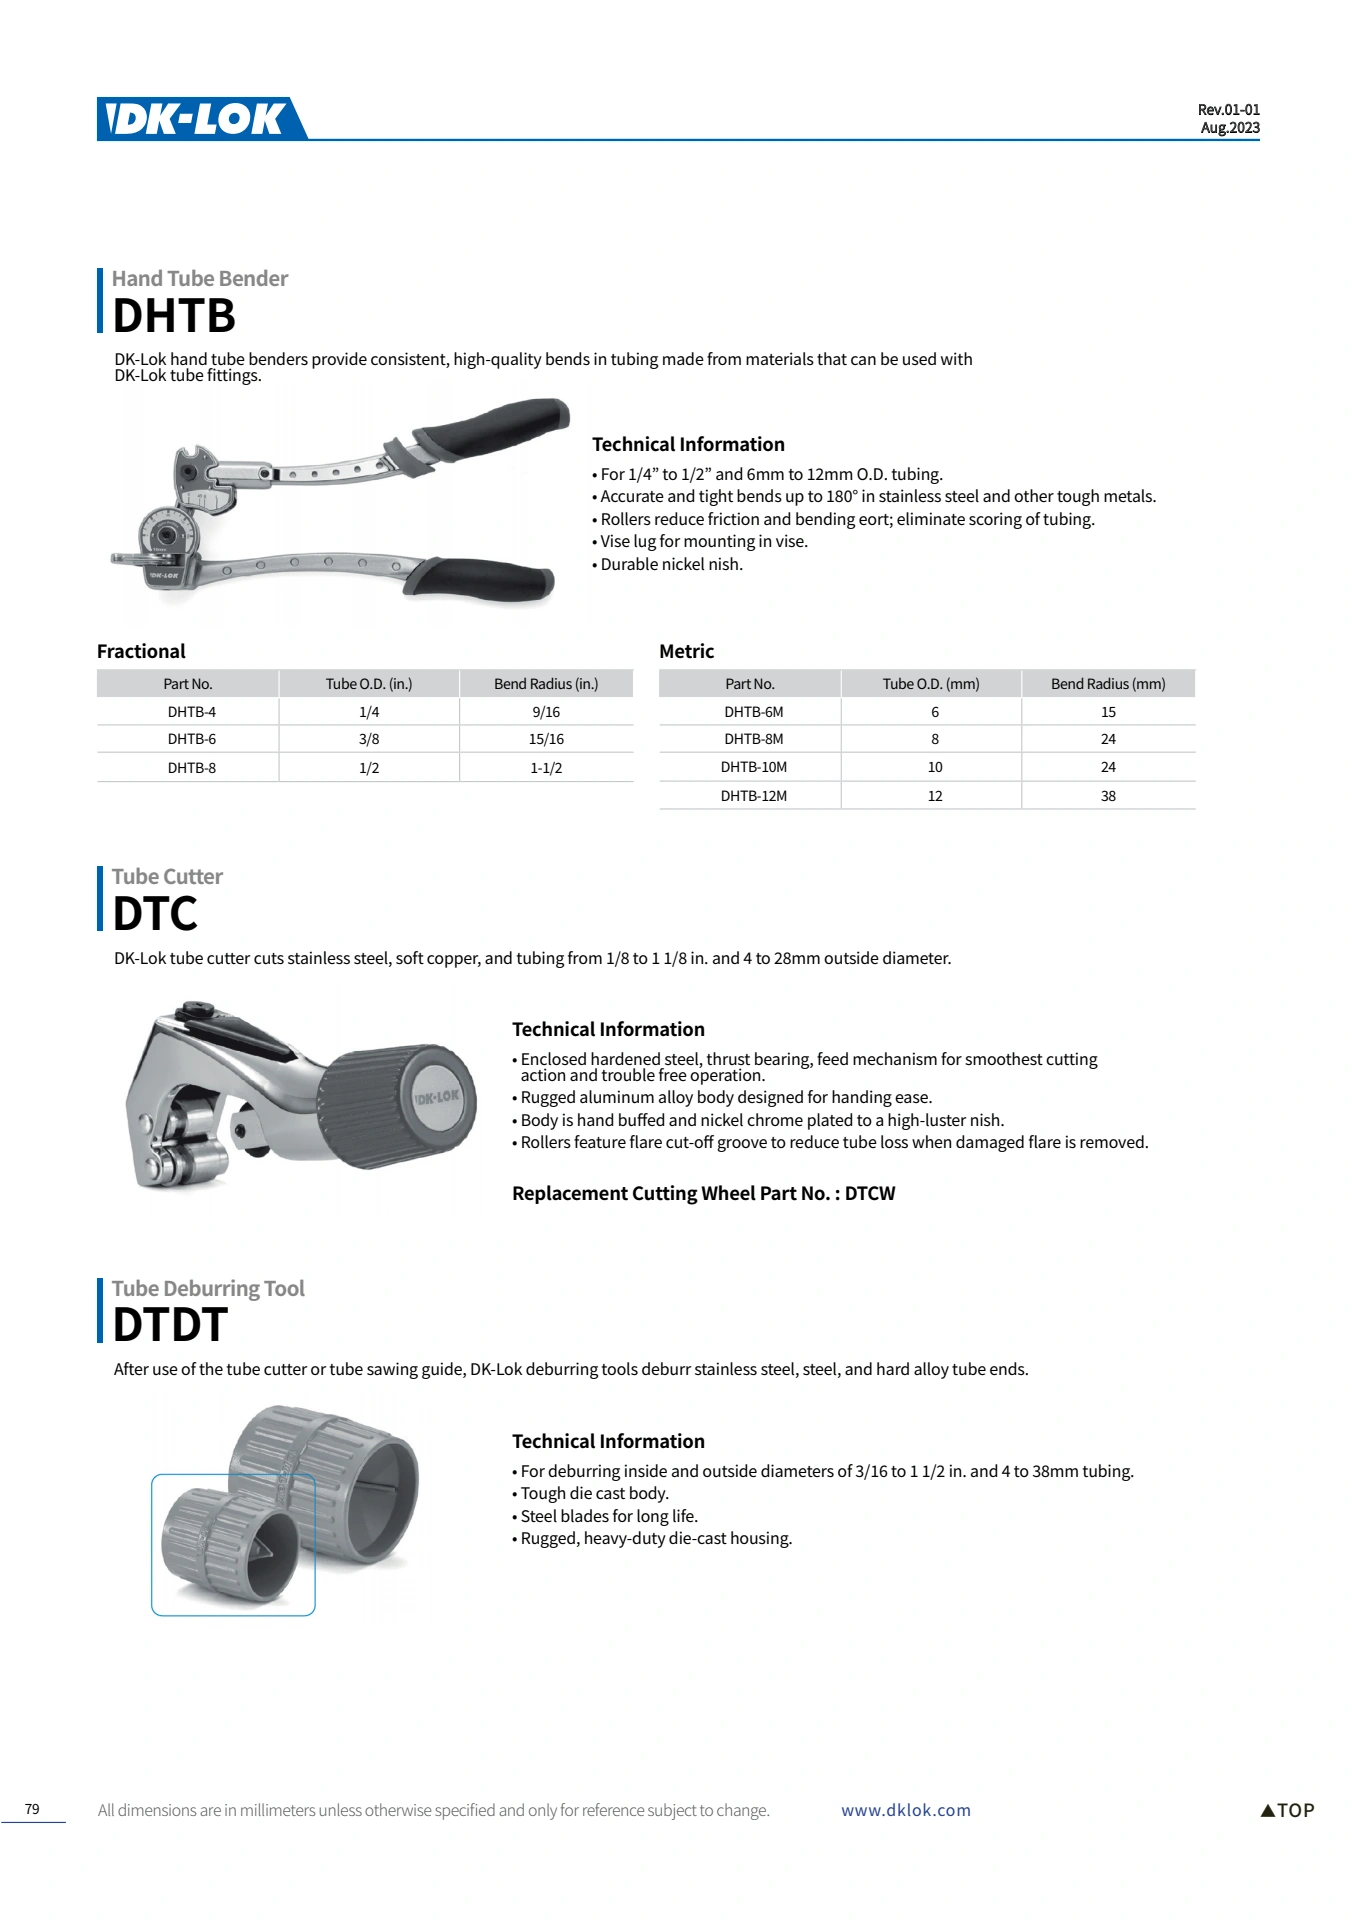 DK-LOK
Rev.01-01
Aug.2023
Hand Tube Bender
DHTB
DK-Lok hand tube benders provide consistent, high-quality bends in tubing made from materials that can be used with
DK-Lok tube fittings.
DK-LOK
Technical Information
• For 1/4” to 1/2” and 6mm to 12mm O.D. tubing.
• Accurate and tight bends up to 180° in stainless steel and other tough metals.
• Rollers reduce friction and bending eort; eliminate scoring of tubing.
• Vise lug for mounting in vise.
• Durable nickel nish.
Fractional
Part No. Tube O.D. (in.) Bend Radius (in.)
DHTB-4 1/4 9/16
DHTB-6 3/8 15/16
DHTB-8 1/2 1-1/2
Metric
Part No. Tube O.D. (mm) Bend Radius (mm)
DHTB-6M 6 15
DHTB-8M 8 24
DHTB-10M 10 24
DHTB-12M 12 38
Tube Cutter
DTC
DK-Lok tube cutter cuts stainless steel, soft copper, and tubing from 1/8 to 1 1/8 in. and 4 to 28mm outside diameter.
DK-LOK
Technical Information
• Enclosed hardened steel, thrust bearing, feed mechanism for smoothest cutting
action and trouble free operation.
• Rugged aluminum alloy body designed for handing ease.
• Body is hand buffed and nickel chrome plated to a high-luster nish.
• Rollers feature flare cut-off groove to reduce tube loss when damaged flare is removed.
Replacement Cutting Wheel Part No. : DTCW
Tube Deburring Tool
DTDT
After use of the tube cutter or tube sawing guide, DK-Lok deburring tools deburr stainless steel, steel, and hard alloy tube ends.
Technical Information
• For deburring inside and outside diameters of 3/16 to 1 1/2 in. and 4 to 38mm tubing.
• Tough die cast body.
• Steel blades for long life.
• Rugged, heavy-duty die-cast housing.
79
All dimensions are in millimeters unless otherwise specified and only for reference subject to change.
www.dklok.com
▲TOP